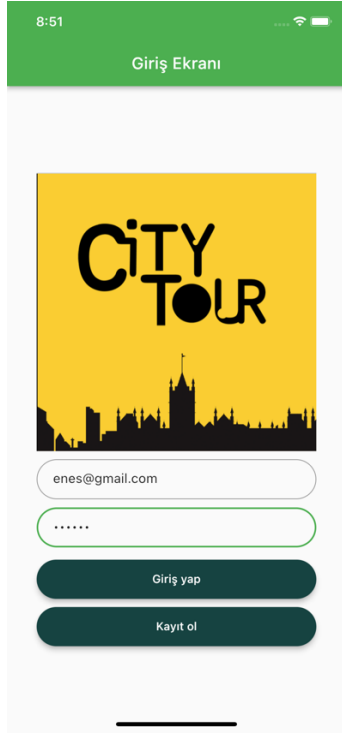 8:51
Giriş Ekranı
CiTY
TOUR
enes@gmail.com
······
Giriş yap
Kayıt ol